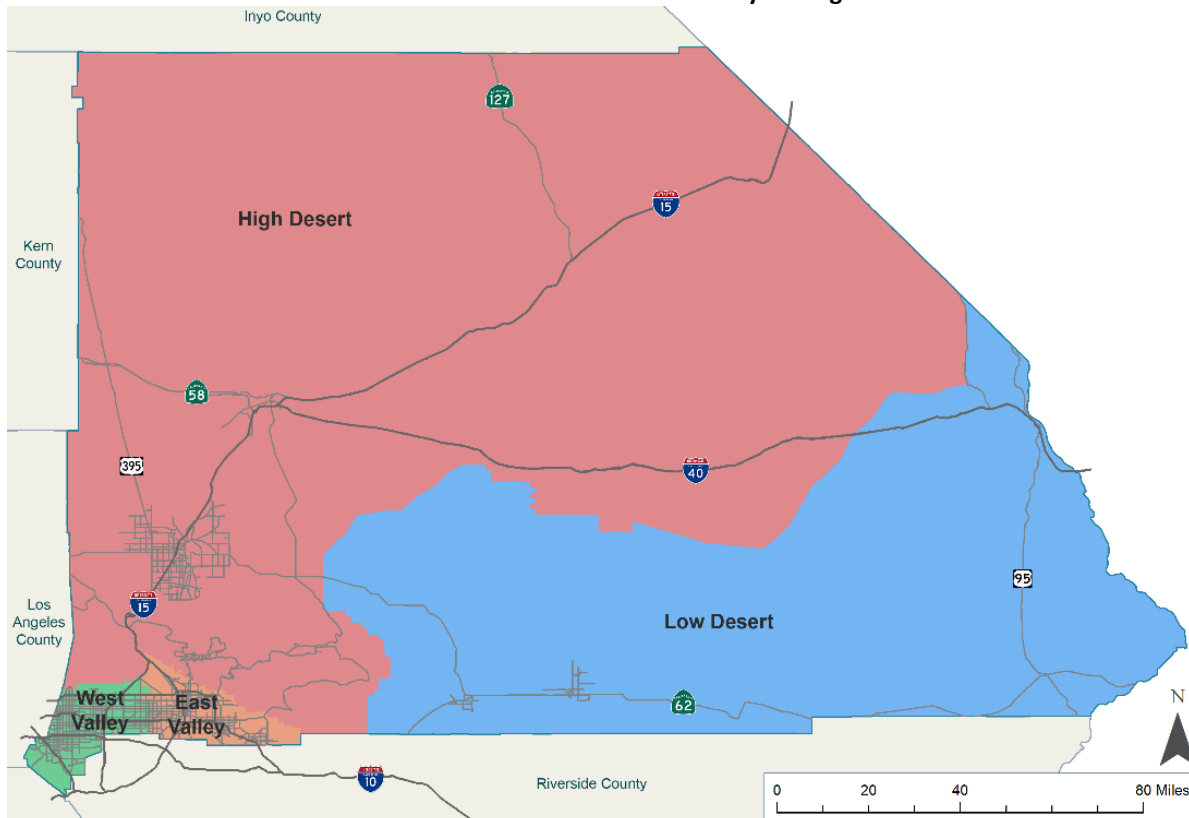 Inyo County
127
15
High Desert
Kern
County
58
395
40
15
95
Los
Angeles
County
Low Desert
West
Valley
East
Valley
62
N
10
Riverside County
0 20 40 80 Miles